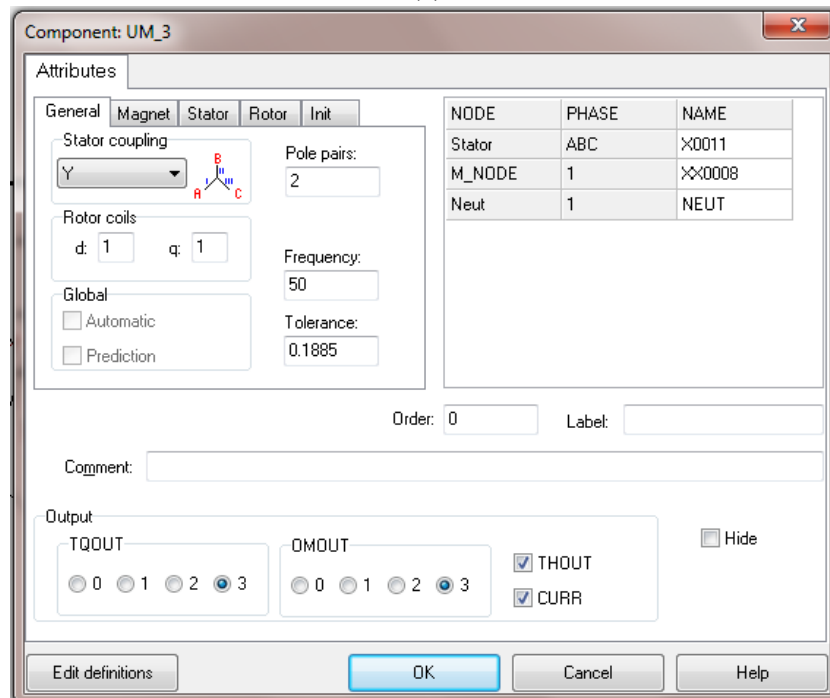 Component: UM_3
Attributes
General Magnet Stator Rotor Init
Stator coupling
Y
B
A C
Pole pairs:
2
Rotor coils
d: 1 q: 1
Frequency:
50
Global
Automatic
Prediction
Tolerance:
0.1885
NODE PHASE NAME
Stator ABC X0011
M_NODE 1 XX0008
Neut 1 NEUT
Order: 0 Label:
Comment:
Output
TQOUT
0 1 2 3
OMOUT
0 1 2 3
THOUT
CURR
Hide
Edit definitions OK Cancel Help